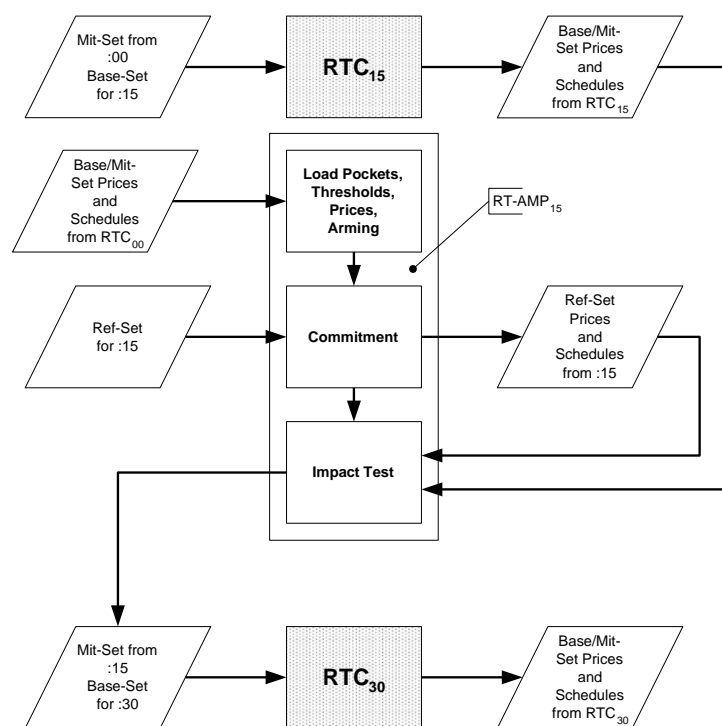 Mit-Set from
:00
Base-Set
for :15
RTC15
Base/Mit-
Set Prices
and
Schedules
from RTC15
Base/Mit-
Set Prices
and
Schedules
from RTC00
Load Pockets,
Thresholds,
Prices,
Arming
RT-AMP15
Ref-Set
for :15
Commitment
Ref-Set
Prices
and
Schedules
from :15
Impact Test
Mit-Set from
:15
Base-Set
for :30
RTC30
Base/Mit-
Set Prices
and
Schedules
from RTC30